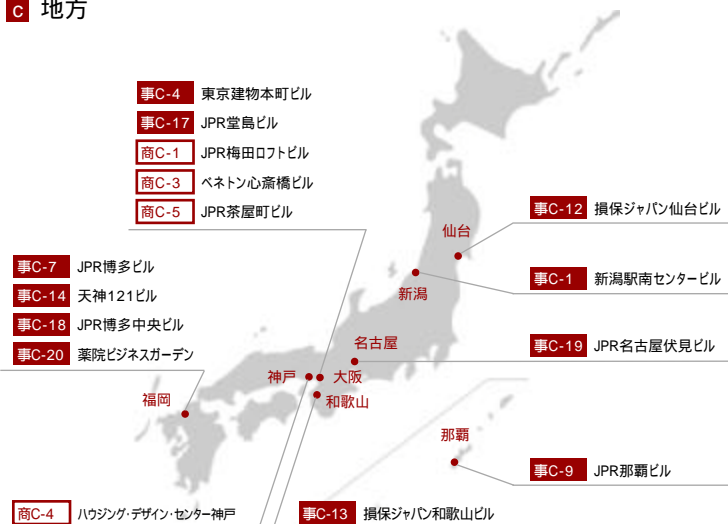 C 地方
事C-4 東京建物本町ビル
事C-17 JPR堂島ビル
商C-1 JPR梅田ロフトビル
商C-3 ベネトン心斎橋ビル
商C-5 JPR茶屋町ビル
事C-7 JPR博多ビル
事C-14 天神121ビル
事C-18 JPR博多中央ビル
事C-20 薬院ビジネスガーデン
仙台
新潟
名古屋
神戸
大阪
和歌山
福岡
那覇
事C-12 損保ジャパン仙台ビル
事C-1 新潟駅南センタービル
事C-19 JPR名古屋伏見ビル
事C-9 JPR那覇ビル
商C-4 ハウジング・デザイン・センター神戸
事C-13 損保ジャパン和歌山ビル